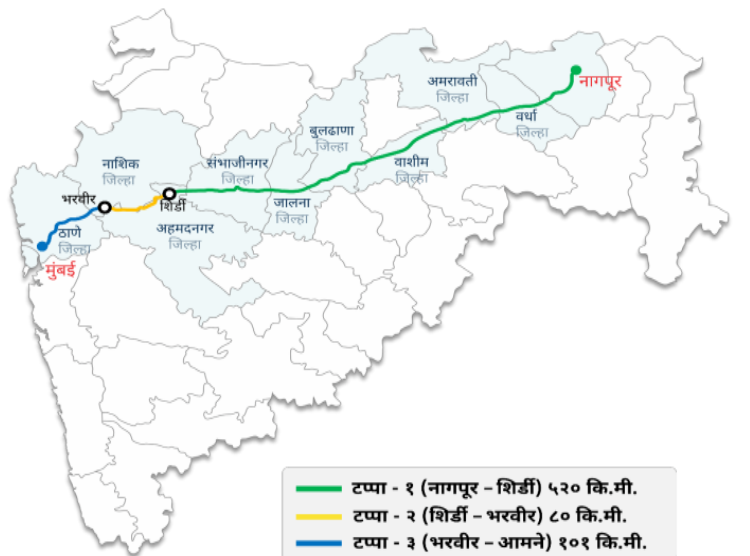 नागपूर
अमरावती
जिल्हा
वर्धा
जिल्हा
बुलढाणा
जिल्हा
वाशीम
जिल्हा
नाशिक
जिल्हा
संभाजीनगर
जिल्हा
जालना
जिल्हा
भरवीर
शिर्डी
अहमदनगर
जिल्हा
ठाणे
जिल्हा
मुंबई
टप्पा - १ (नागपूर – शिर्डी) ५२० कि.मी.
टप्पा - २ (शिर्डी – भरवीर) ८० कि.मी.
टप्पा - ३ (भरवीर – आमने) १०१ कि.मी.